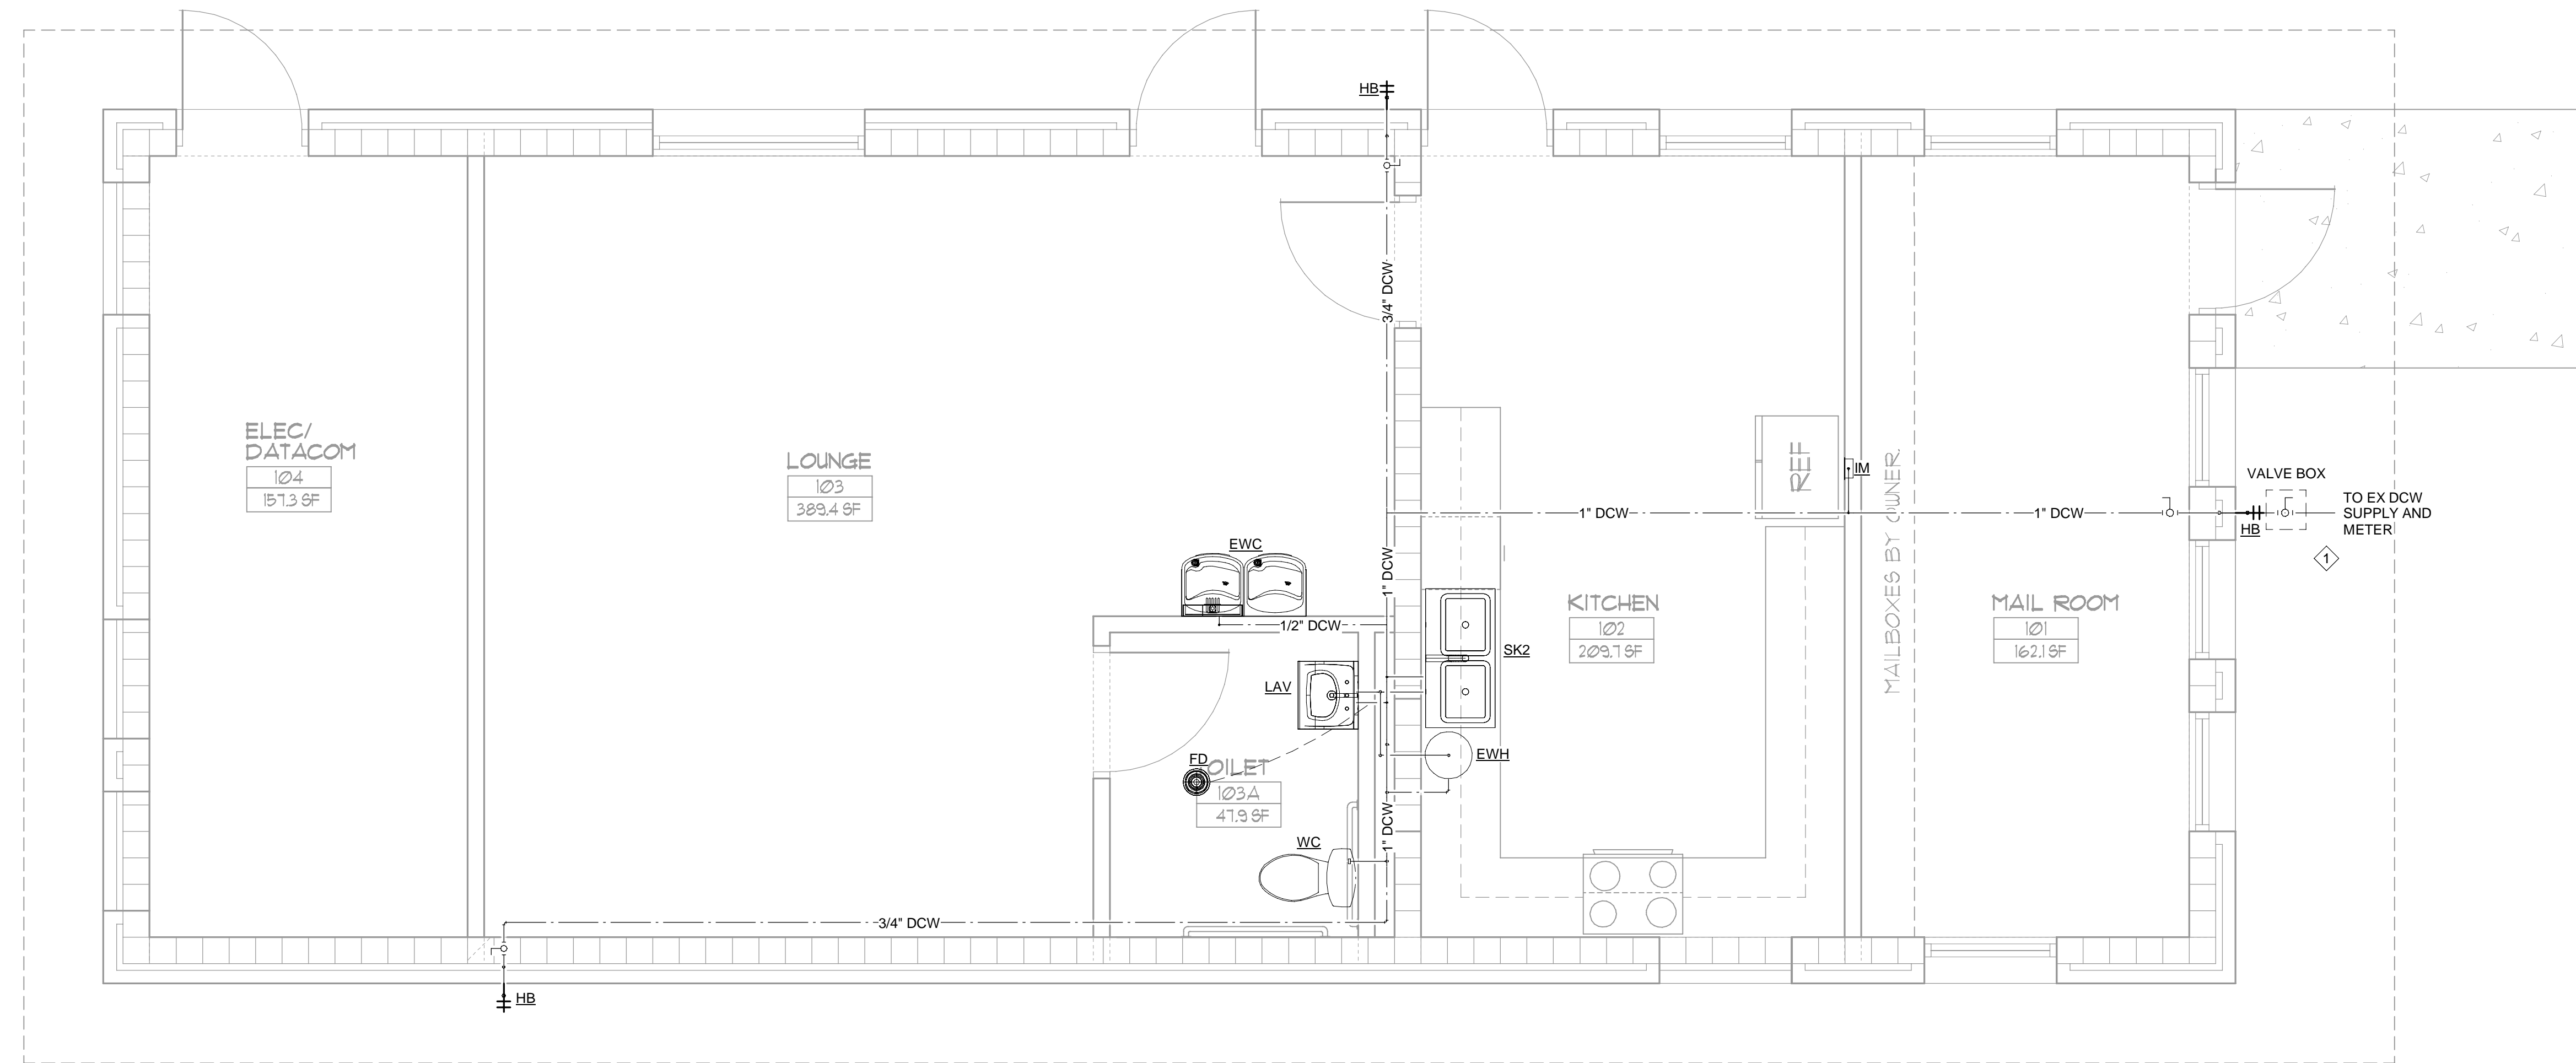 HB
3/4" DCW
ELEC/
DATACOM
104
157.3 SF
LOUNGE
103
389.4 SF
REF
IM
MAILBOXES BY OWNER.
VALVE BOX
TO EX DCW
SUPPLY AND
METER
HB
1
1" DCW
1" DCW
1" DCW
EWC
1/2" DCW
KITCHEN
102
209.7 SF
MAIL ROOM
101
162.1 SF
SK2
LAV
EWH
FD
OILET
103A
47.9 SF
1" DCW
WC
3/4" DCW
HB